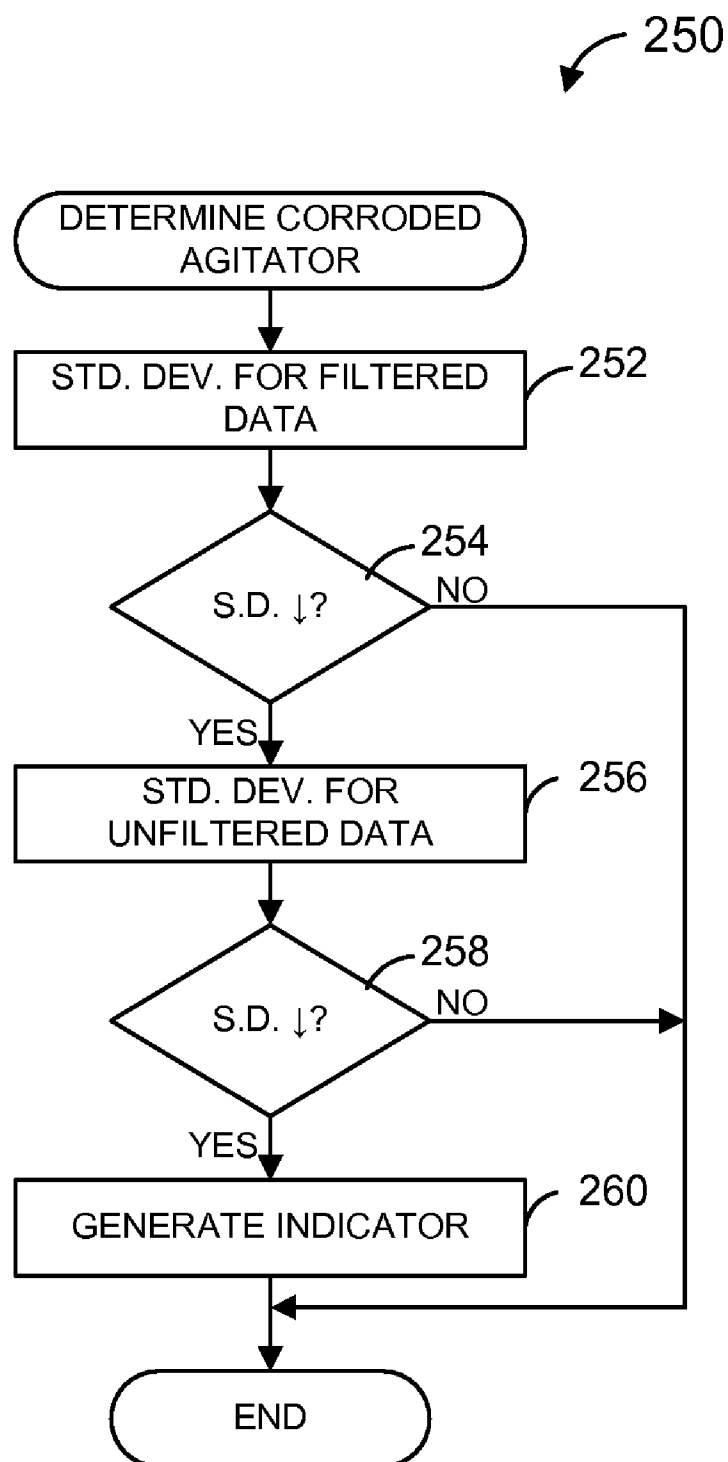 250
DETERMINE CORRODED
AGITATOR
STD. DEV. FOR FILTERED
DATA
252
S.D. ↓?
254
NO
YES
STD. DEV. FOR
UNFILTERED DATA
256
S.D. ↓?
258
NO
YES
GENERATE INDICATOR
260
END